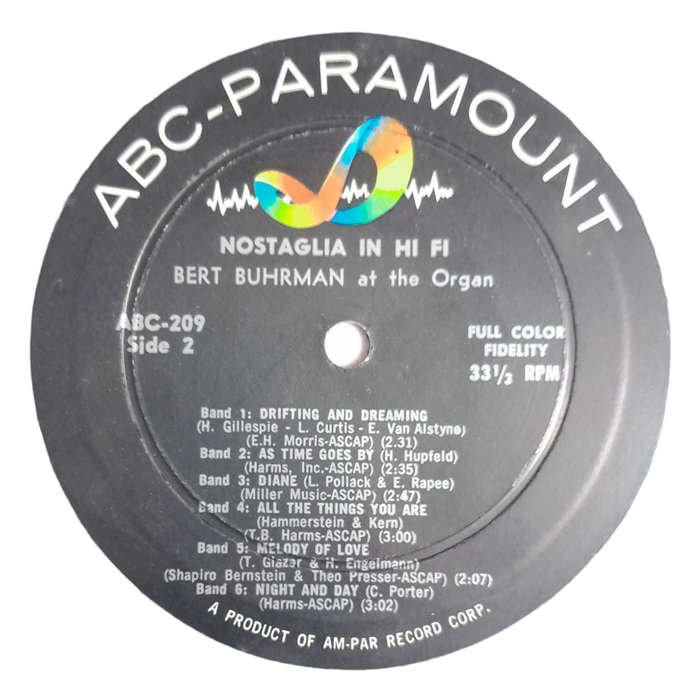 ABC-PARAMOUNT
NOSTAGLIA IN HI FI
BERT BUHRMAN at the Organ
ABC-209
Side 2
FULL COLOR
FIDELITY
33⅓ RPM
Band 1: DRIFTING AND DREAMING
(H. Gillespie - L. Curtis - E. Van Alstyne)
(E.H. Morris-ASCAP) (2.31)
Band 2: AS TIME GOES BY (H. Hupfeld)
(Harms, Inc.-ASCAP) (2:35)
Band 3: DIANE (L. Pollack & E. Rapee)
(Miller Music-ASCAP) (2:47)
Band 4: ALL THE THINGS YOU ARE
(Hammerstein & Kern)
(T.B. Harms-ASCAP) (3:00)
Band 5: MELODY OF LOVE
(T. Glazer & H. Engelmann)
(Shapiro Bernstein & Theo Presser-ASCAP) (2:07)
Band 6: NIGHT AND DAY (C. Porter)
(Harms-ASCAP) (3:02)
A PRODUCT OF AM-PAR RECORD CORP.